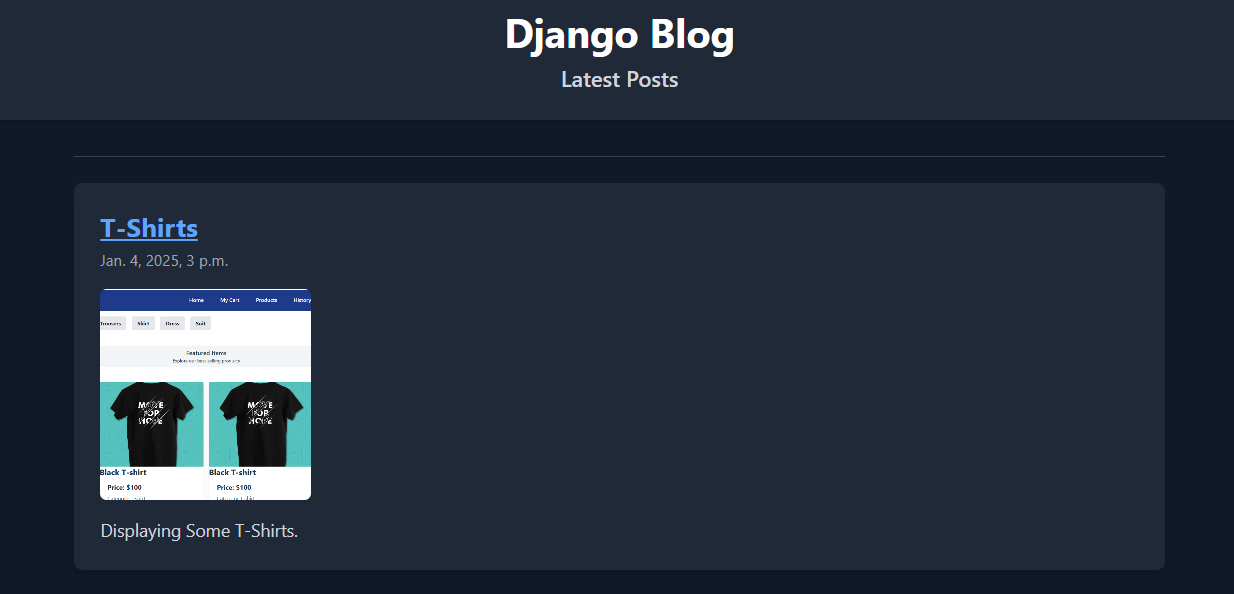 Django Blog
Latest Posts
T-Shirts
Jan. 4, 2025, 3 p.m.
Home My Cart Products History
Trousers Shirt Dress Suit
Featured Items
Explore our best-selling products
MOVE MOVE
FOR FOR
HOPE HOPE
Black T-shirt Black T-shirt
Price: $100 Price: $100
Displaying Some T-Shirts.